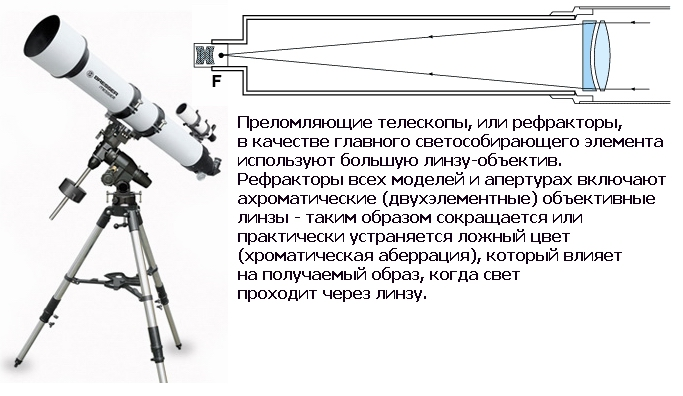 F
Преломляющие телескопы, или рефракторы,
в качестве главного светособирающего элемента
используют большую линзу-объектив.
Рефракторы всех моделей и апертурах включают
ахроматические (двухэлементные) объективные
линзы - таким образом сокращается или
практически устраняется ложный цвет
(хроматическая аберрация), который влияет
на получаемый образ, когда свет
проходит через линзу.
BRESSER
MESSIER